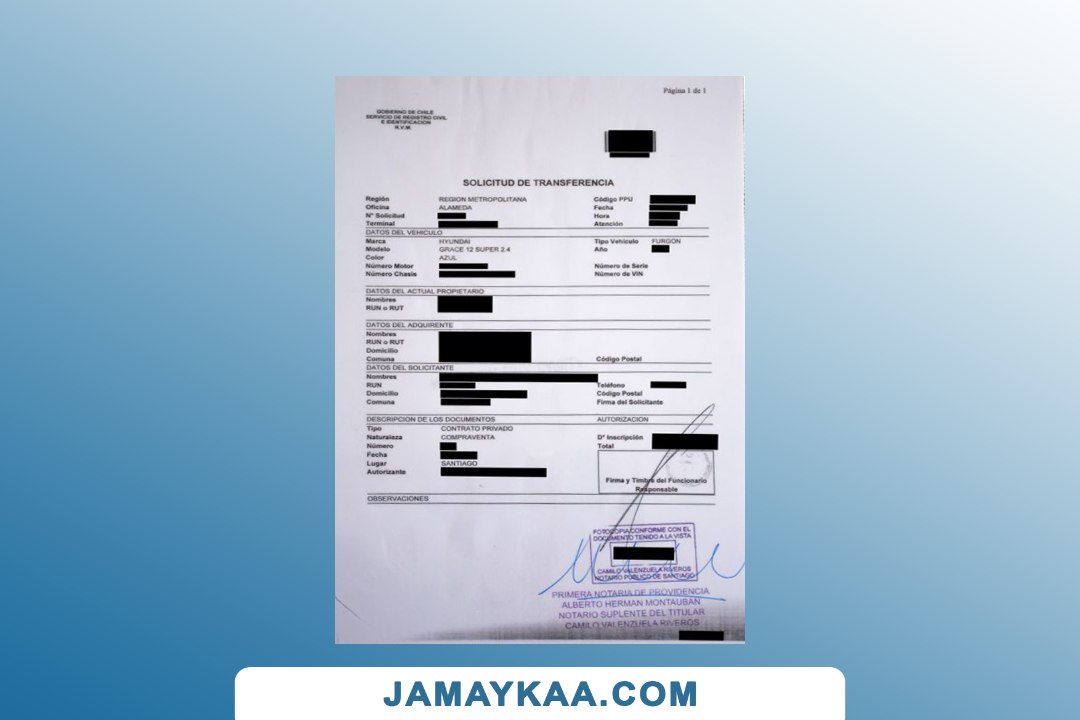 Página 1 de 1
GOBIERNO DE CHILE
SERVICIO DE REGISTRO CIVIL
E IDENTIFICACION
R.V.M.
SOLICITUD DE TRANSFERENCIA
Región REGION METROPOLITANA Código PPU
Oficina ALAMEDA Fecha
N° Solicitud Hora
Terminal Atención
DATOS DEL VEHICULO
Marca HYUNDAI Tipo Vehículo FURGON
Modelo GRACE 12 SUPER 2.4 Año
Color AZUL
Número Motor Número de Serie
Número Chasis Número de VIN
DATOS DEL ACTUAL PROPIETARIO
Nombres
RUN o RUT
DATOS DEL ADQUIRENTE
Nombres
RUN o RUT
Domicilio
Comuna Código Postal
DATOS DEL SOLICITANTE
Nombres
RUN Teléfono
Domicilio Código Postal
Comuna Firma del Solicitante
DESCRIPCION DE LOS DOCUMENTOS AUTORIZACION
Tipo CONTRATO PRIVADO
Naturaleza COMPRAVENTA D° Inscripción
Número Total
Fecha
Lugar SANTIAGO
Autorizante
Firma y Timbre del Funcionario
Responsable
OBSERVACIONES
FOTOCOPIA CONFORME CON EL
DOCUMENTO TENIDO A LA VISTA
CAMILO VALENZUELA RIVEROS
NOTARIO PUBLICO DE SANTIAGO
PRIMERA NOTARIA DE PROVIDENCIA
ALBERTO HERMAN MONTAUBAN
NOTARIO SUPLENTE DEL TITULAR
CAMILO VALENZUELA RIVEROS
JAMAYKAA.COM